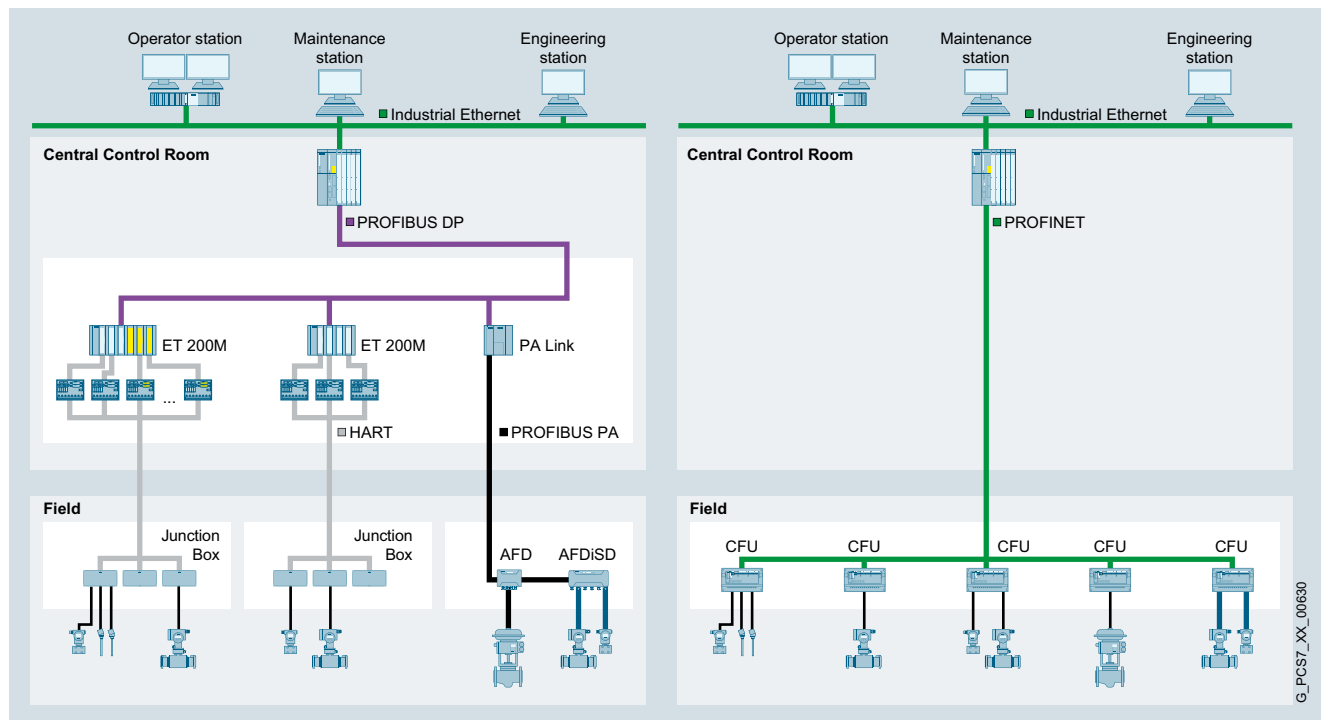 Operator station
Maintenance
station
Engineering
station
Industrial Ethernet
Central Control Room
PROFIBUS DP
ET 200M
ET 200M
PA Link
...
HART
PROFIBUS PA
Field
Junction
Box
Junction
Box
AFD
AFDiSD
Operator station
Maintenance
station
Engineering
station
Industrial Ethernet
Central Control Room
PROFINET
Field
CFU
CFU
CFU
CFU
CFU
G_PCS7_XX_00630